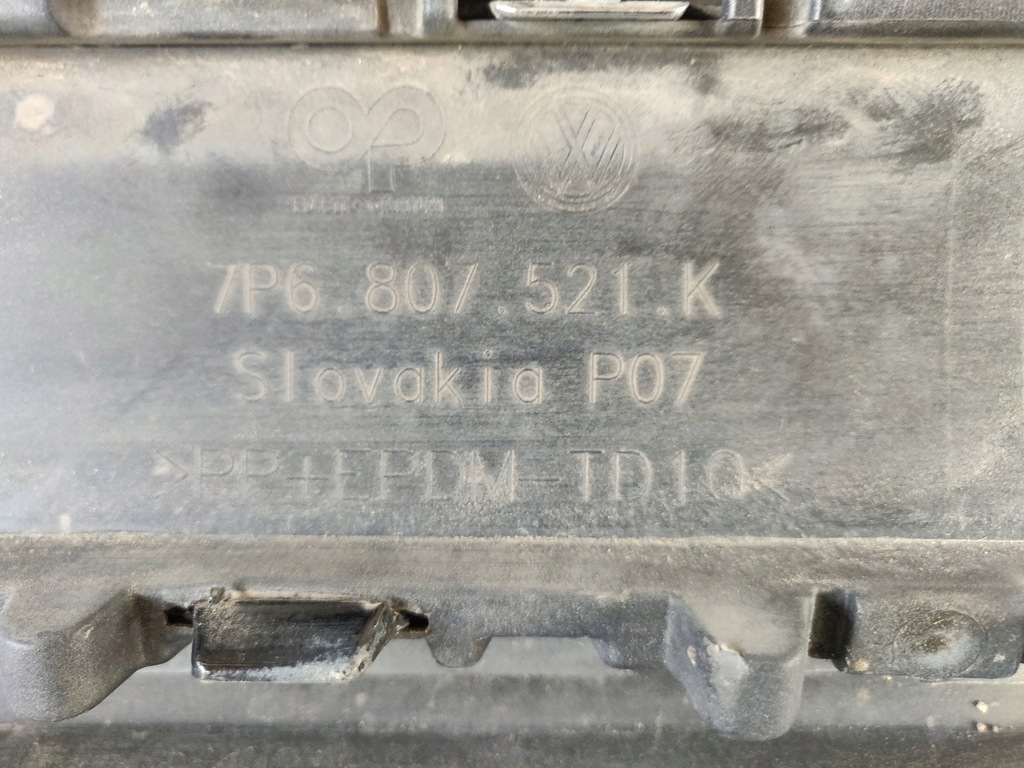 7P6.807.521.K
Slovakia P07
>PP+EPDM-TD10<